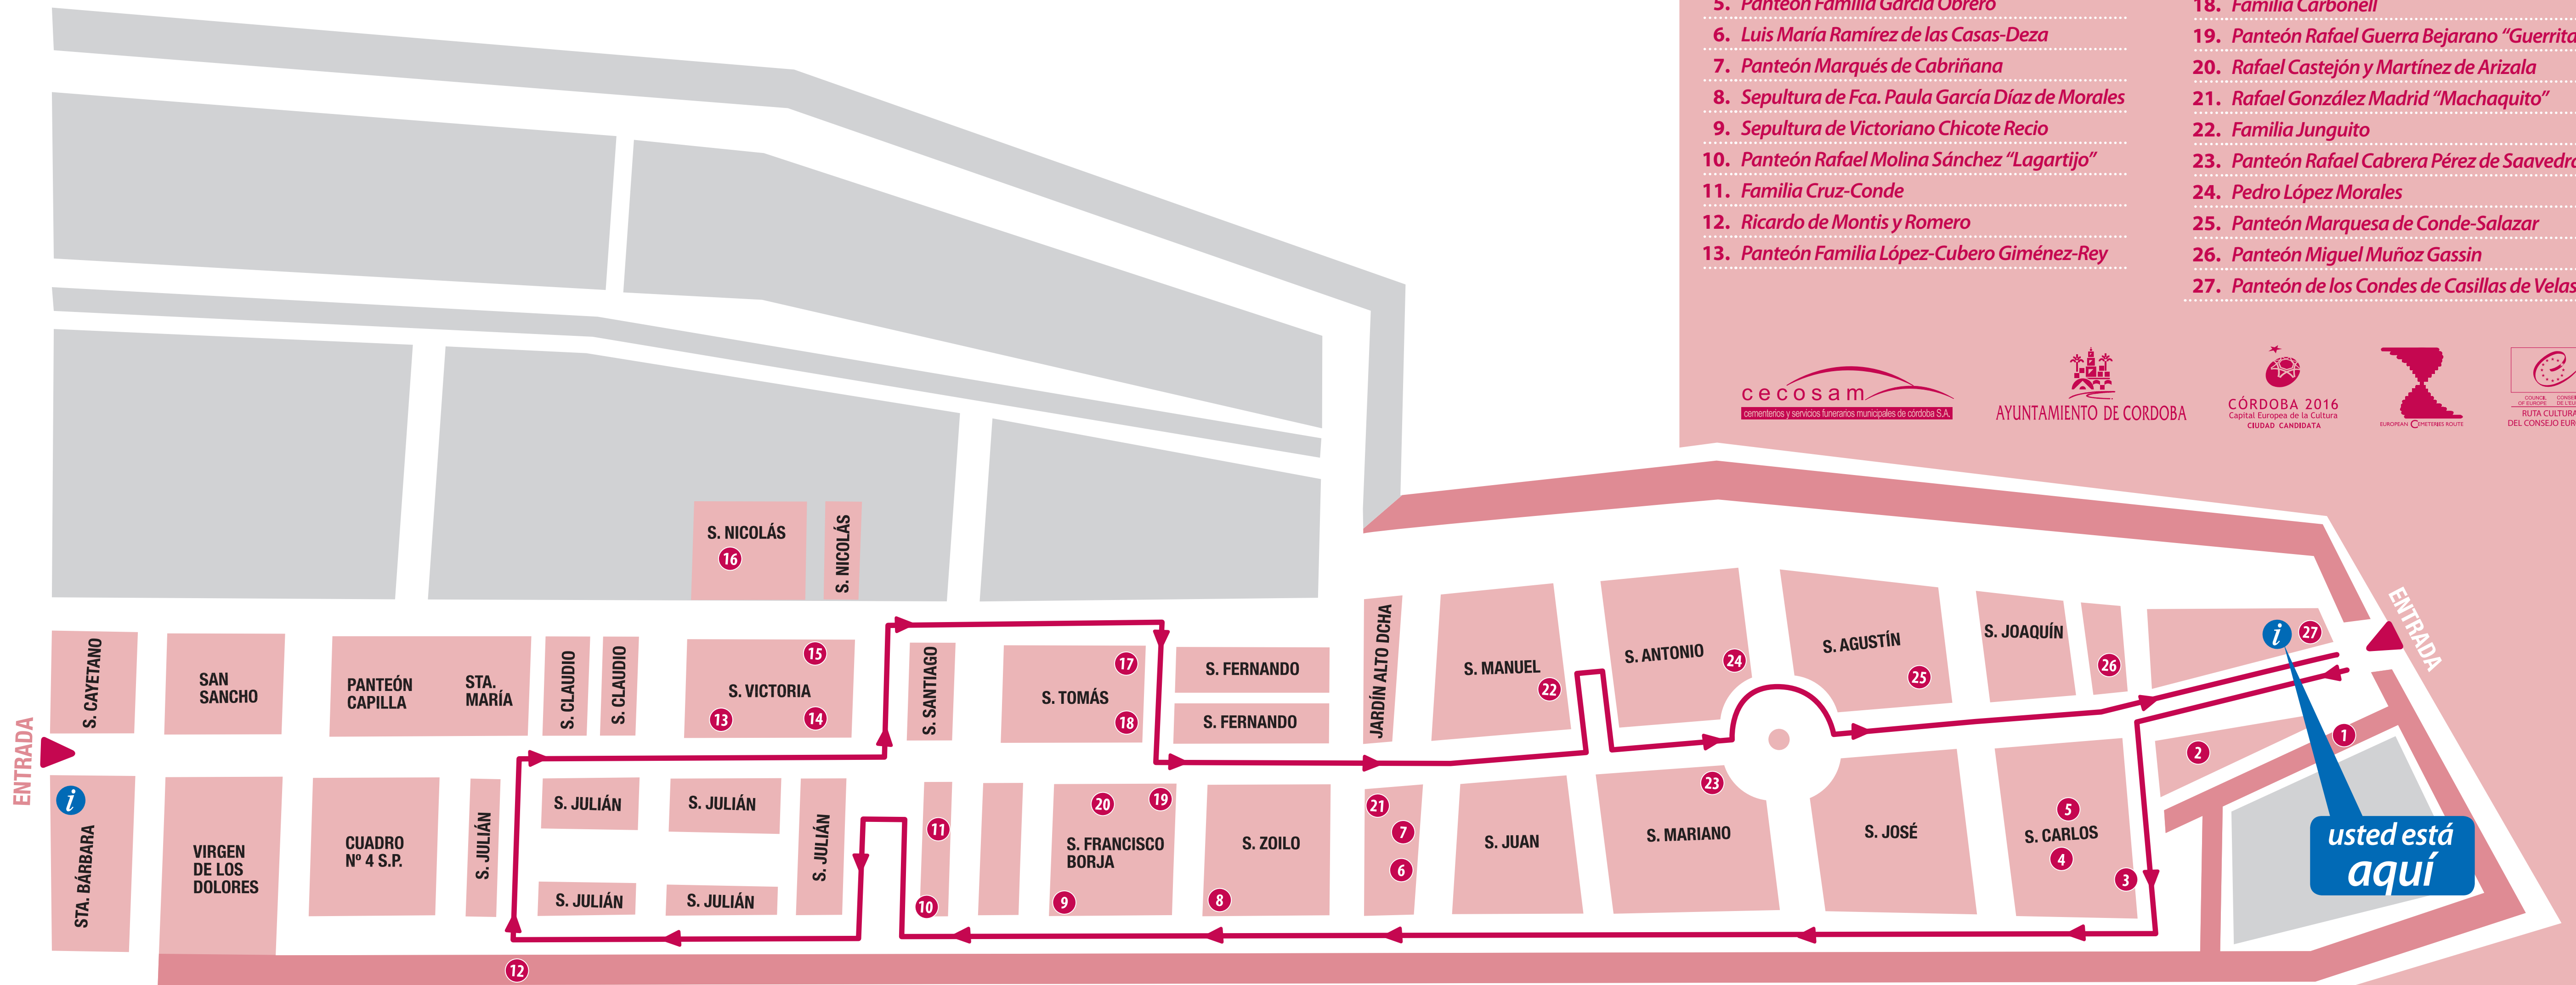 5. Panteón Familia García Obrero
6. Luis María Ramírez de las Casas-Deza
7. Panteón Marqués de Cabriñana
8. Sepultura de Fca. Paula García Díaz de Morales
9. Sepultura de Victoriano Chicote Recio
10. Panteón Rafael Molina Sánchez “Lagartijo”
11. Familia Cruz-Conde
12. Ricardo de Montis y Romero
13. Panteón Familia López-Cubero Giménez-Rey
18. Familia Carbonell
19. Panteón Rafael Guerra Bejarano “Guerrita
20. Rafael Castejón y Martínez de Arizala
21. Rafael González Madrid “Machaquito”
22. Familia Junguito
23. Panteón Rafael Cabrera Pérez de Saavedra
24. Pedro López Morales
25. Panteón Marquesa de Conde-Salazar
26. Panteón Miguel Muñoz Gassin
27. Panteón de los Condes de Casillas de Velas
cecosam
cementerios y servicios funerarios municipales de córdoba S.A.
AYUNTAMIENTO DE CORDOBA
CÓRDOBA 2016
Capital Europea de la Cultura
CIUDAD CANDIDATA
EUROPEAN CEMETERIES ROUTE
COUNCIL
OF EUROPE
RUTA CULTURA
DEL CONSEJO EUR
S. NICOLÁS
16
S. NICOLÁS
ENTRADA
S. CAYETANO
SAN
SANCHO
PANTEÓN
CAPILLA
STA.
MARÍA
S. CLAUDIO
S. CLAUDIO
15
S. VICTORIA
13
14
S. SANTIAGO
17
S. TOMÁS
18
S. FERNANDO
S. FERNANDO
JARDÍN ALTO DCHA
S. MANUEL
22
S. ANTONIO
24
S. AGUSTÍN
25
S. JOAQUÍN
26
i
27
ENTRADA
i
STA. BÁRBARA
VIRGEN
DE LOS
DOLORES
CUADRO
Nº 4 S.P.
S. JULIÁN
S. JULIÁN
S. JULIÁN
S. JULIÁN
S. JULIÁN
S. JULIÁN
12
11
10
20
19
S. FRANCISCO
BORJA
9
S. ZOILO
8
21
7
6
S. JUAN
23
S. MARIANO
S. JOSÉ
5
S. CARLOS
4
3
2
1
usted está
aquí